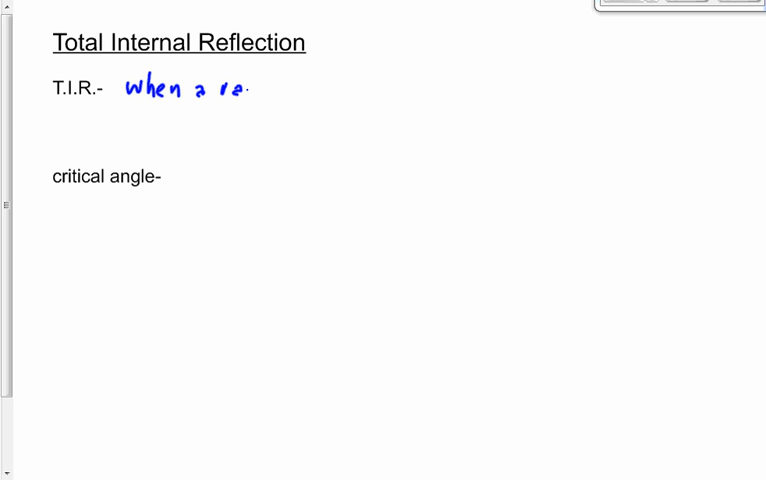 Total Internal Reflection
T.I.R.- when a
critical angle-